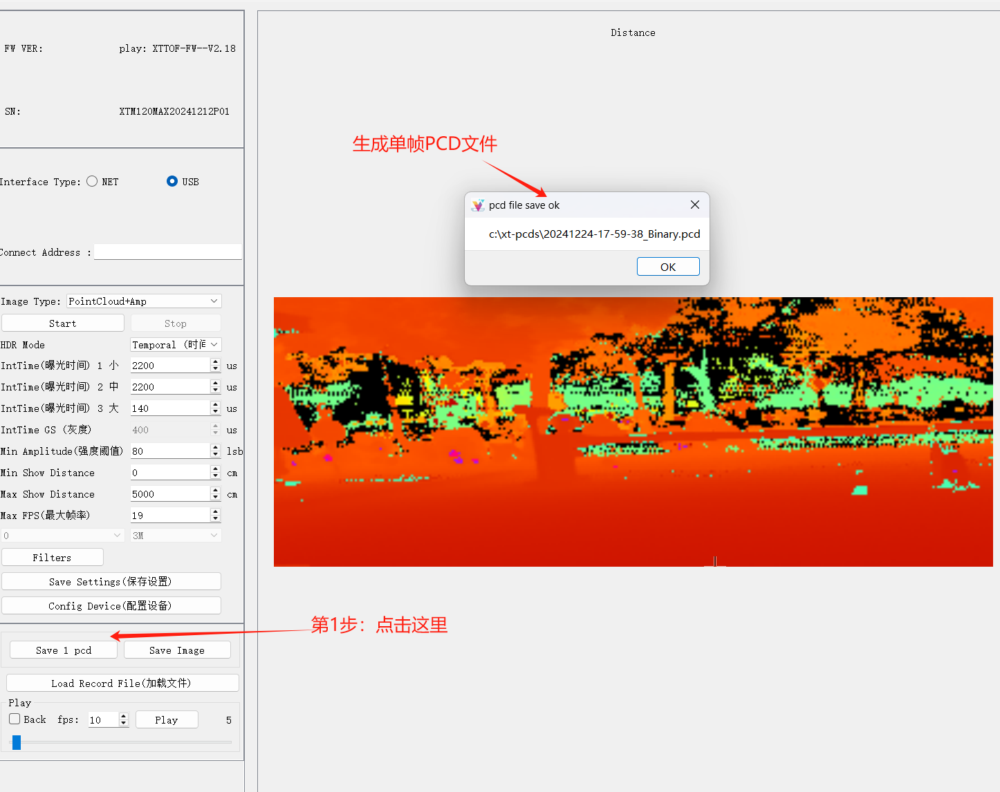 FW VER: play: XTTOF-FW--V2.18
SN: XTM120MAX20241212P01
Interface Type: NET USB
Connect Address :
Image Type: PointCloud+Amp
Start Stop
HDR Mode Temporal (时间
IntTime(曝光时间) 1 小 2200 us
IntTime(曝光时间) 2 中 2200 us
IntTime(曝光时间) 3 大 140 us
IntTime GS (灰度) 400 us
Min Amplitude(强度阈值) 80 lsb
Min Show Distance 0 cm
Max Show Distance 5000 cm
Max FPS(最大帧率) 19
0 3M
Filters
Save Settings(保存设置)
Config Device(配置设备)
Save 1 pcd Save Image
Load Record File(加载文件)
Play
Back fps: 10 Play 5
Distance
生成单帧PCD文件
pcd file save ok
c:\xt-pcds\20241224-17-59-38_Binary.pcd
OK
第1步：点击这里